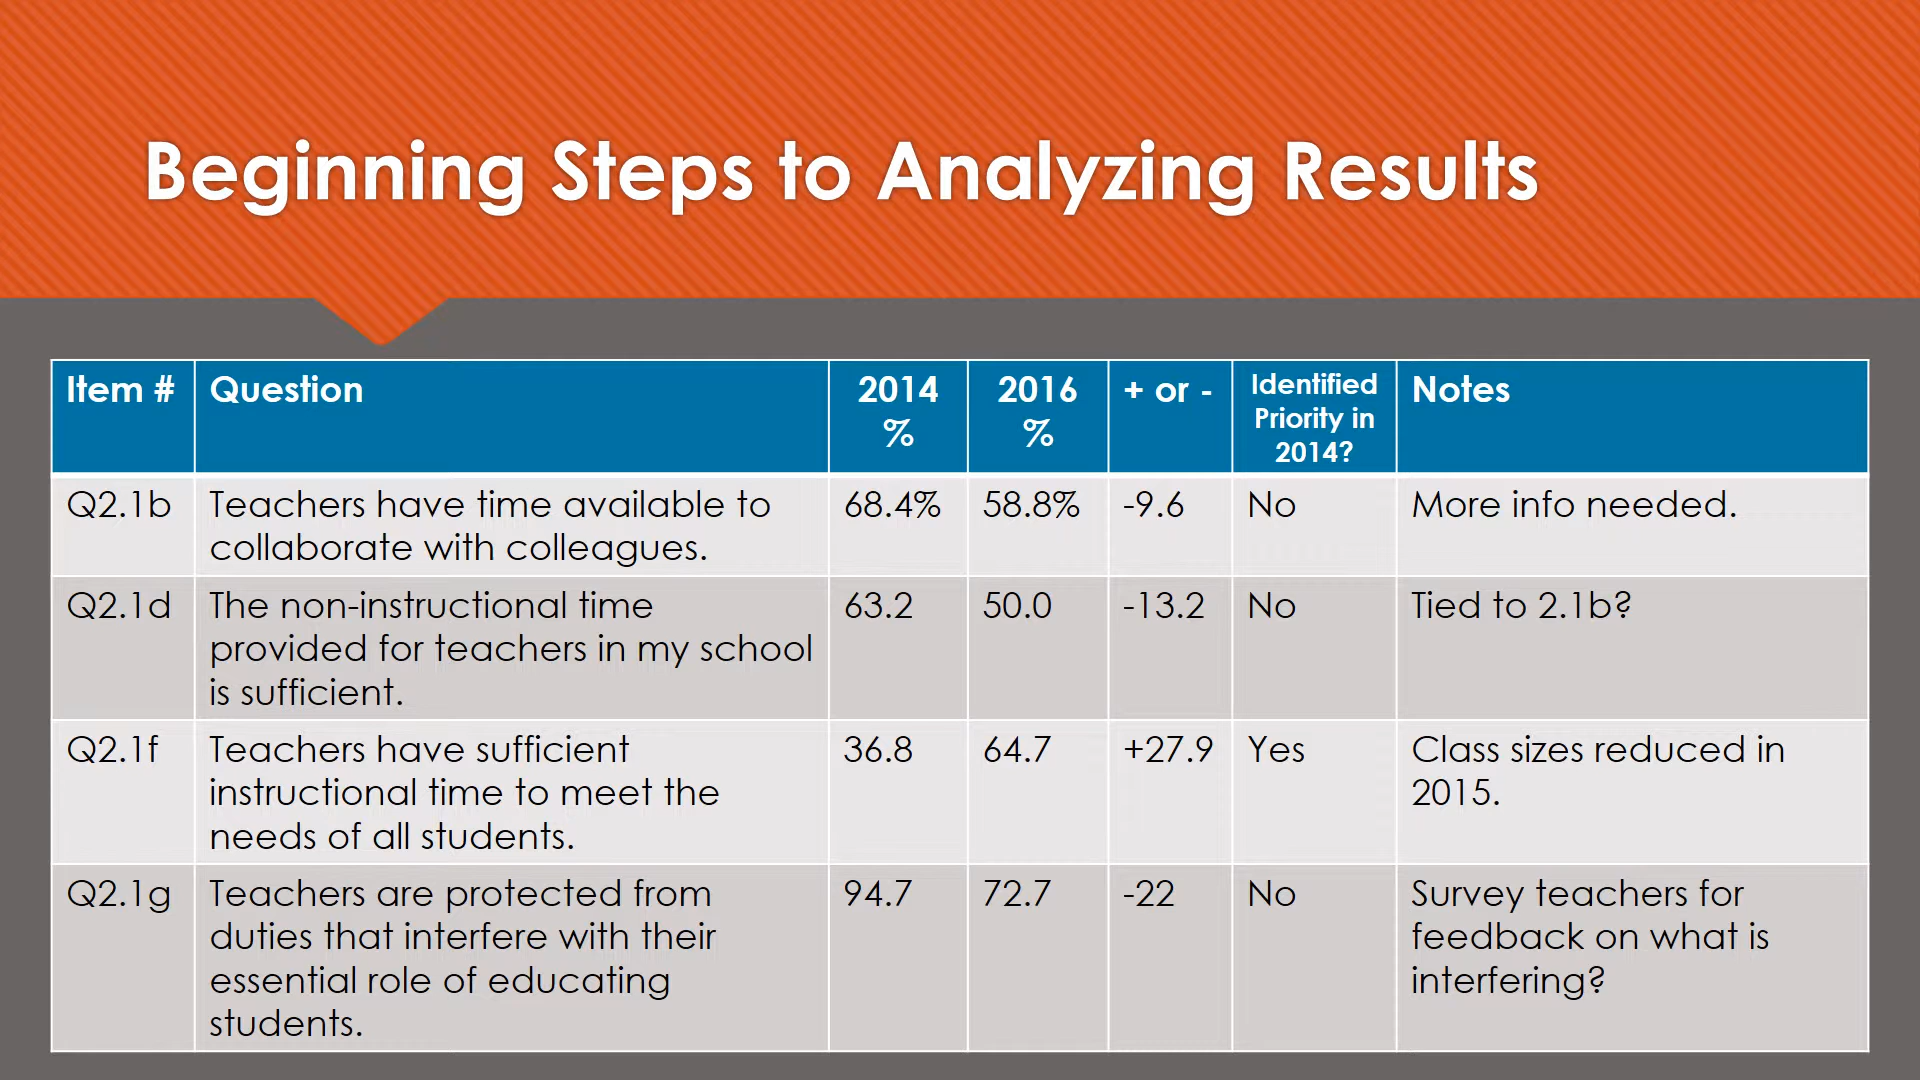 Beginning Steps to Analyzing Results
Item #
Question
2014
%
2016
%
+ or -
Identified
Priority in
2014?
Notes
Q2.1b
Teachers have time available to
collaborate with colleagues.
68.4%
58.8%
-9.6
No
More info needed.
Q2.1d
The non-instructional time
provided for teachers in my school
is sufficient.
63.2
50.0
-13.2
No
Tied to 2.1b?
Q2.1f
Teachers have sufficient
instructional time to meet the
needs of all students.
36.8
64.7
+27.9
Yes
Class sizes reduced in
2015.
Q2.1g
Teachers are protected from
duties that interfere with their
essential role of educating
students.
94.7
72.7
-22
No
Survey teachers for
feedback on what is
interfering?